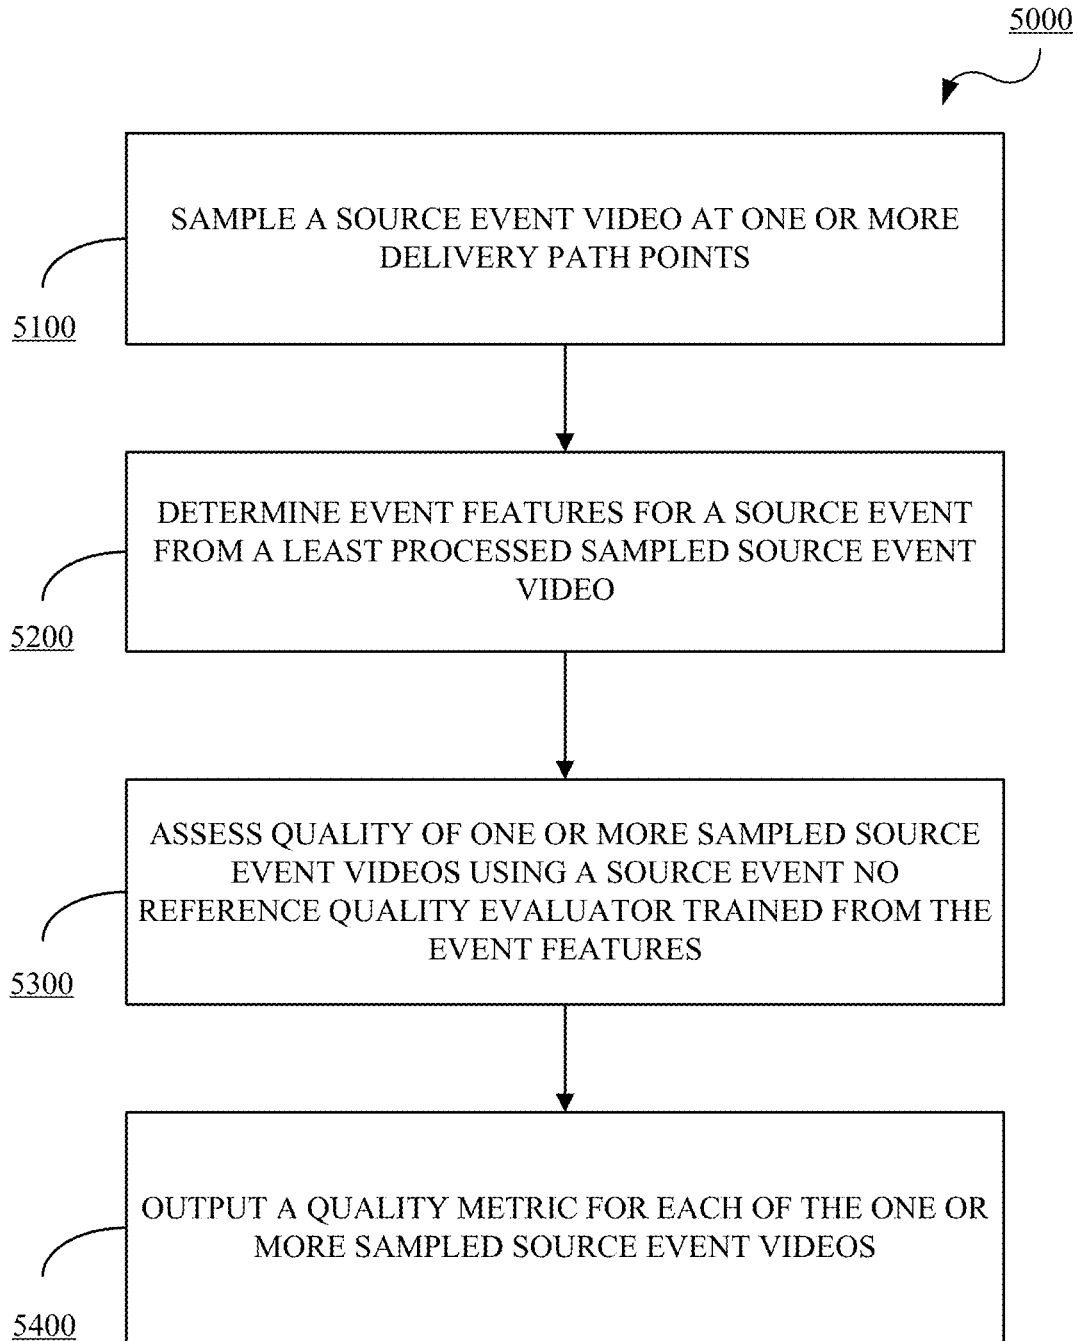 5000
SAMPLE A SOURCE EVENT VIDEO AT ONE OR MORE
DELIVERY PATH POINTS
5100
DETERMINE EVENT FEATURES FOR A SOURCE EVENT
FROM A LEAST PROCESSED SAMPLED SOURCE EVENT
VIDEO
5200
ASSESS QUALITY OF ONE OR MORE SAMPLED SOURCE
EVENT VIDEOS USING A SOURCE EVENT NO
REFERENCE QUALITY EVALUATOR TRAINED FROM THE
EVENT FEATURES
5300
OUTPUT A QUALITY METRIC FOR EACH OF THE ONE OR
MORE SAMPLED SOURCE EVENT VIDEOS
5400